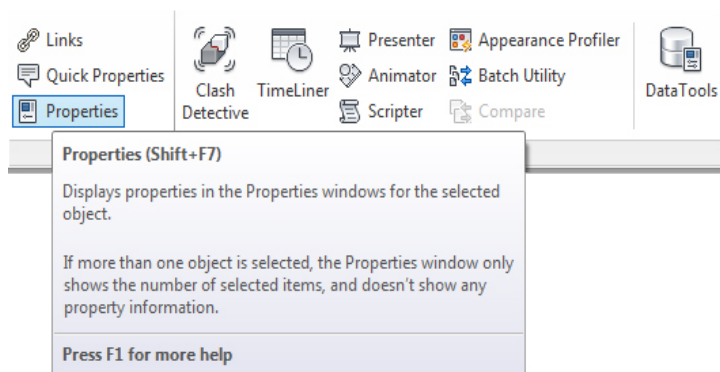 Links
Quick Properties
Properties
Clash
Detective
TimeLiner
Presenter
Animator
Scripter
Appearance Profiler
Batch Utility
Compare
DataTools
Properties (Shift+F7)
Displays properties in the Properties windows for the selected
object.
If more than one object is selected, the Properties window only
shows the number of selected items, and doesn't show any
property information.
Press F1 for more help